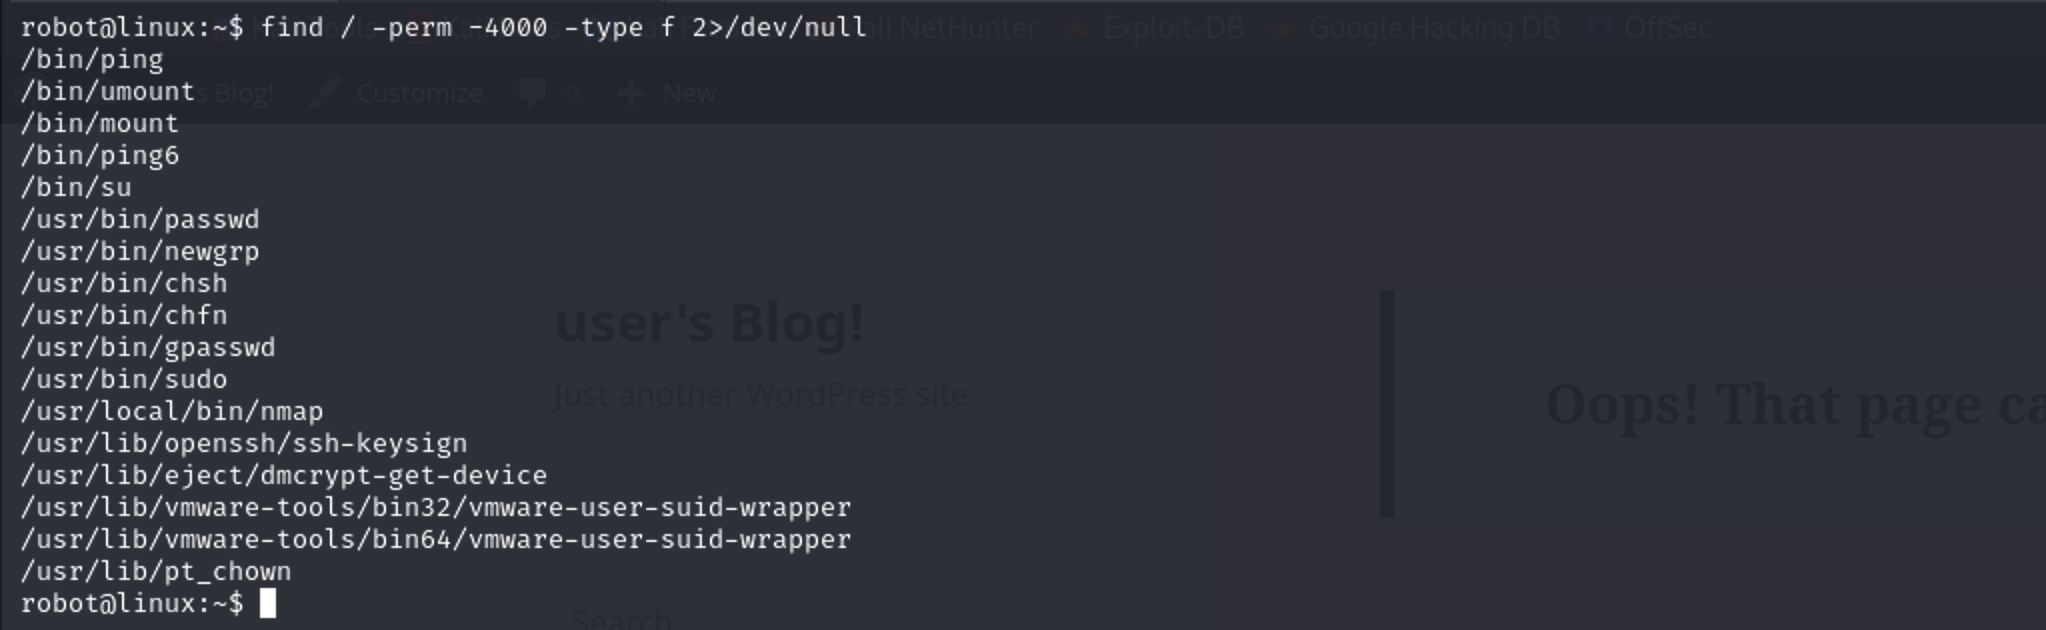 robot@linux:~$ find / -perm -4000 -type f 2>/dev/null
ali NetHunter Exploit-DB Google Hacking DB OffSec
/bin/ping
/bin/umount
s Blog! Customize 0 New
/bin/mount
/bin/ping6
/bin/su
/usr/bin/passwd
/usr/bin/newgrp
/usr/bin/chsh
/usr/bin/chfn
user's Blog!
/usr/bin/gpasswd
/usr/bin/sudo
Just another WordPress site
Oops! That page ca
/usr/local/bin/nmap
/usr/lib/openssh/ssh-keysign
/usr/lib/eject/dmcrypt-get-device
/usr/lib/vmware-tools/bin32/vmware-user-suid-wrapper
/usr/lib/vmware-tools/bin64/vmware-user-suid-wrapper
/usr/lib/pt_chown
robot@linux:~$
Search